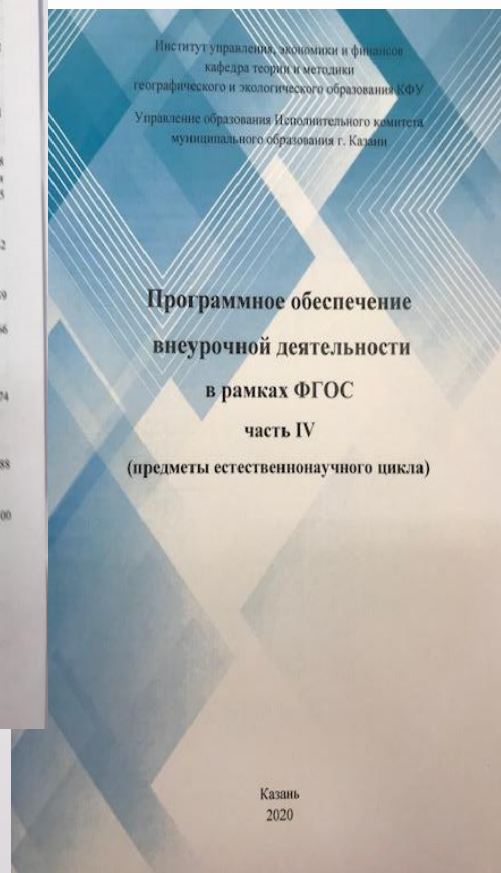 Институт управления, экономики и финансов
кафедра теории и методики
географического и экологического образования КФУ
Управление образования Исполнительного комитета
муниципального образования г. Казани
Программное обеспечение
внеурочной деятельности
в рамках ФГОС
часть IV
(предметы естественнонаучного цикла)
Казань
2020